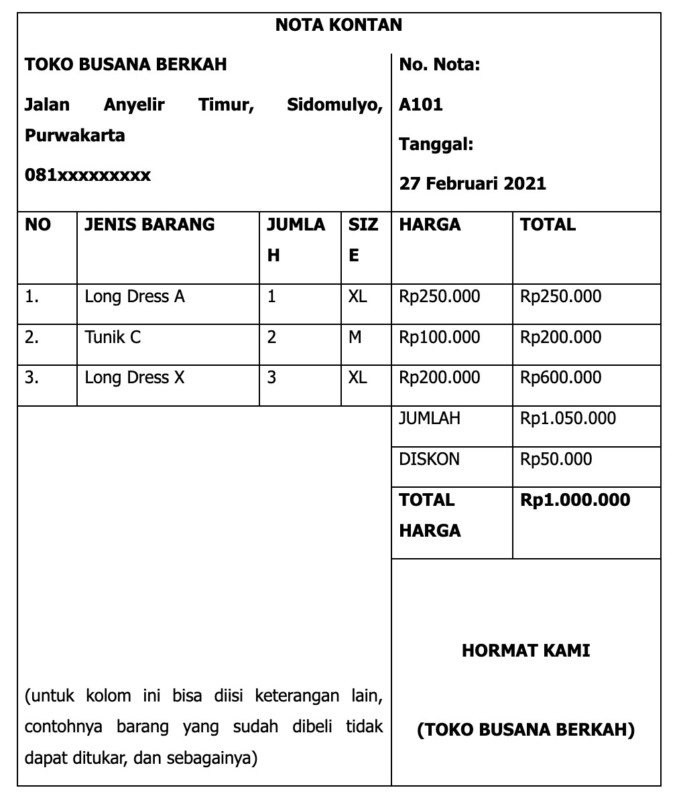 NOTA KONTAN
TOKO BUSANA BERKAH
Jalan Anyelir Timur, Sidomulyo,
Purwakarta
081xxxxxxxxx
No. Nota:
A101
Tanggal:
27 Februari 2021
NO JENIS BARANG JUMLA SIZ HARGA TOTAL
H E
1. Long Dress A 1 XL Rp250.000 Rp250.000
2. Tunik C 2 M Rp100.000 Rp200.000
3. Long Dress X 3 XL Rp200.000 Rp600.000
JUMLAH Rp1.050.000
DISKON Rp50.000
TOTAL Rp1.000.000
HARGA
(untuk kolom ini bisa diisi keterangan lain,
contohnya barang yang sudah dibeli tidak
dapat ditukar, dan sebagainya)
HORMAT KAMI
(TOKO BUSANA BERKAH)